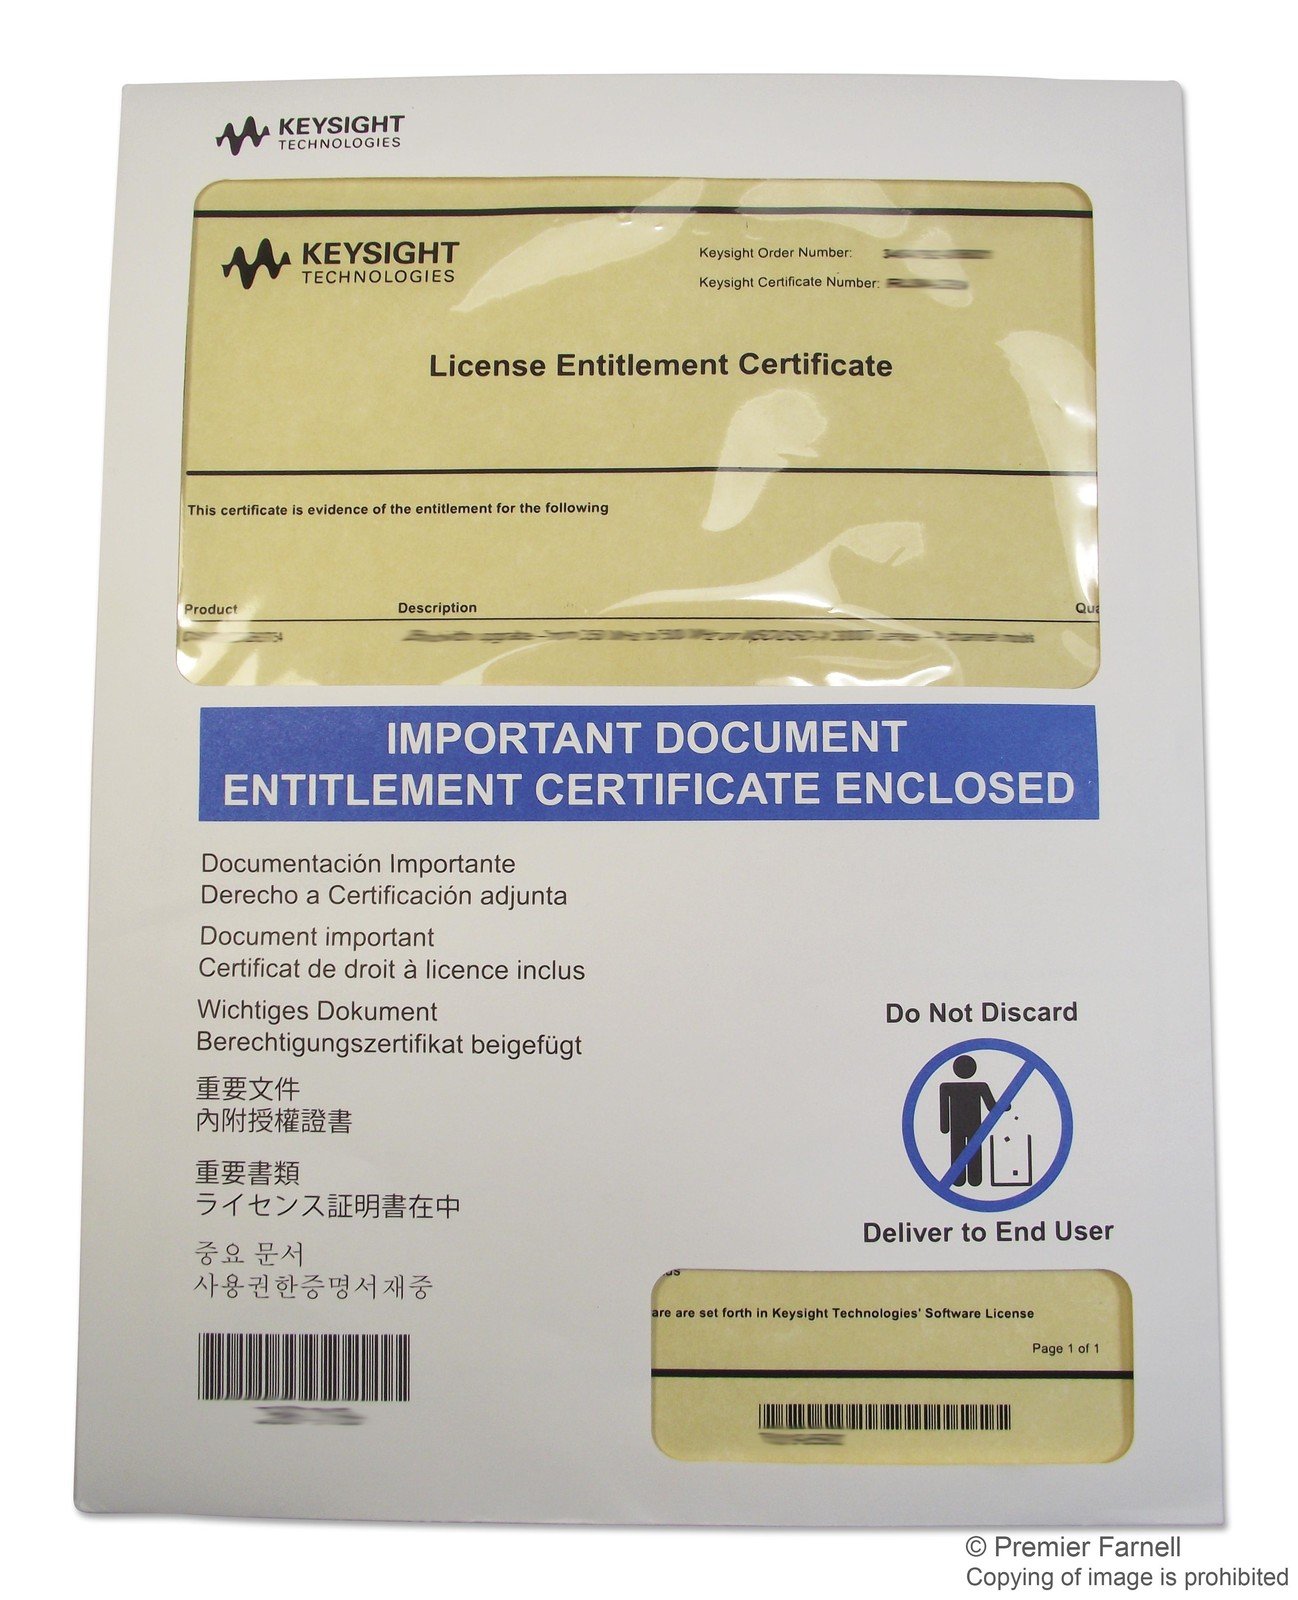 KEYSIGHT
TECHNOLOGIES
KEYSIGHT
TECHNOLOGIES
Keysight Order Number:
Keysight Certificate Number:
License Entitlement Certificate
This certificate is evidence of the entitlement for the following
Product Description Qua
IMPORTANT DOCUMENT
ENTITLEMENT CERTIFICATE ENCLOSED
Documentación Importante
Derecho a Certificación adjunta
Document important
Certificat de droit à licence inclus
Wichtiges Dokument
Berechtigungszertifikat beigefügt
重要文件
內附授權證書
重要書類
ライセンス証明書在中
중요 문서
사용권한증명서재중
Do Not Discard
Deliver to End User
are are set forth in Keysight Technologies' Software License
Page 1 of 1
© Premier Farnell
Copying of image is prohibited